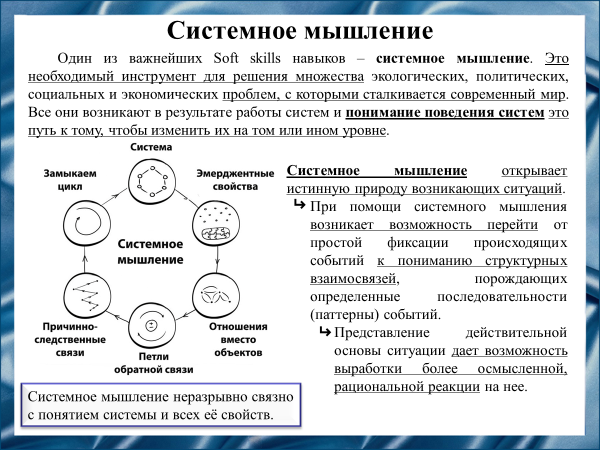 Системное мышление
Один из важнейших Soft skills навыков – системное мышление. Это
необходимый инструмент для решения множества экологических, политических,
социальных и экономических проблем, с которыми сталкивается современный мир.
Все они возникают в результате работы систем и понимание поведения систем это
путь к тому, чтобы изменить их на том или ином уровне.
Система
Замыкаем
цикл
Эмерджентные
свойства
Системное
мышление
Причинно-
следственные
связи
Петли
обратной связи
Отношения
вместо
объектов
Системное мышление открывает
истинную природу возникающих ситуаций.
При помощи системного мышления
возникает возможность перейти от
простой фиксации происходящих
событий к пониманию структурных
взаимосвязей, порождающих
определенные последовательности
(паттерны) событий.
Представление действительной
основы ситуации дает возможность
выработки более осмысленной,
рациональной реакции на нее.
Системное мышление неразрывно связно
с понятием системы и всех её свойств.